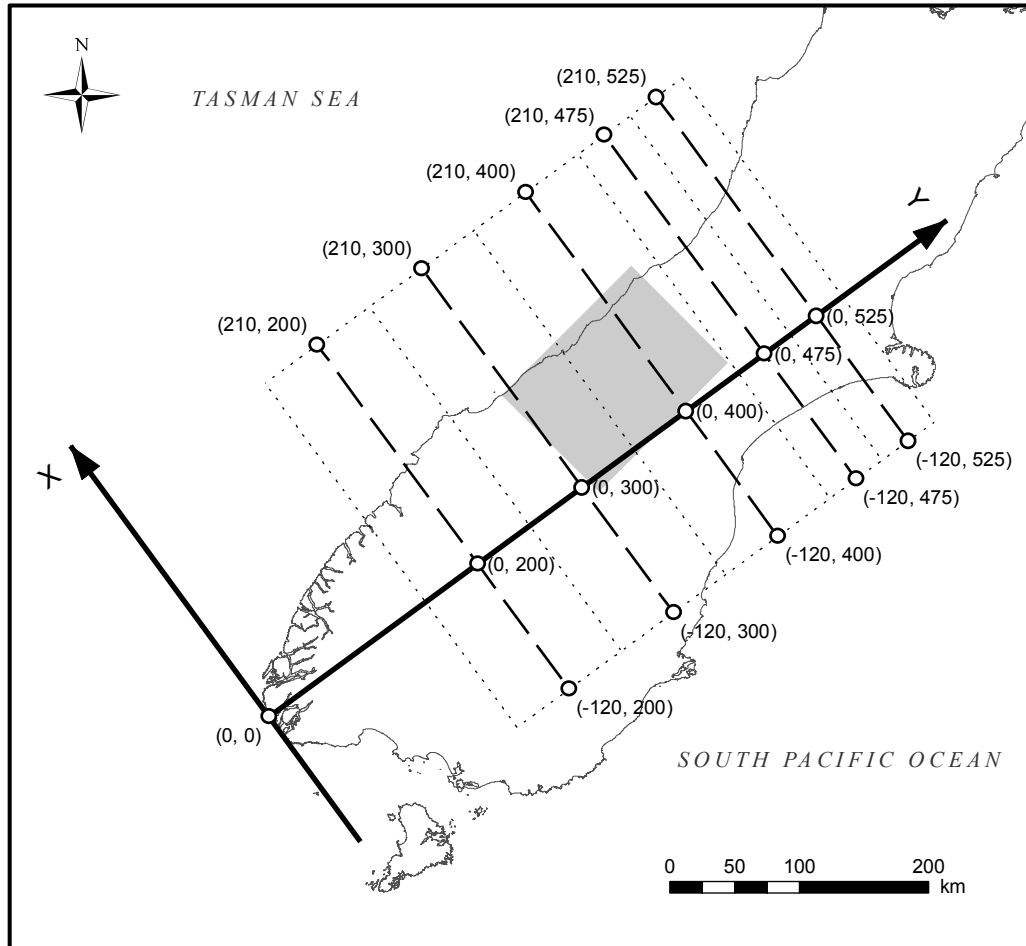 N
TASMAN SEA
(210, 525)
(210, 475)
(210, 400)
Y
(210, 300)
(210, 200)
(0, 525)
(0, 475)
(0, 400)
X
(-120, 525)
(0, 300)
(-120, 475)
(-120, 400)
(0, 200)
(-120, 300)
(-120, 200)
(0, 0)
SOUTH PACIFIC OCEAN
0 50 100 200
km